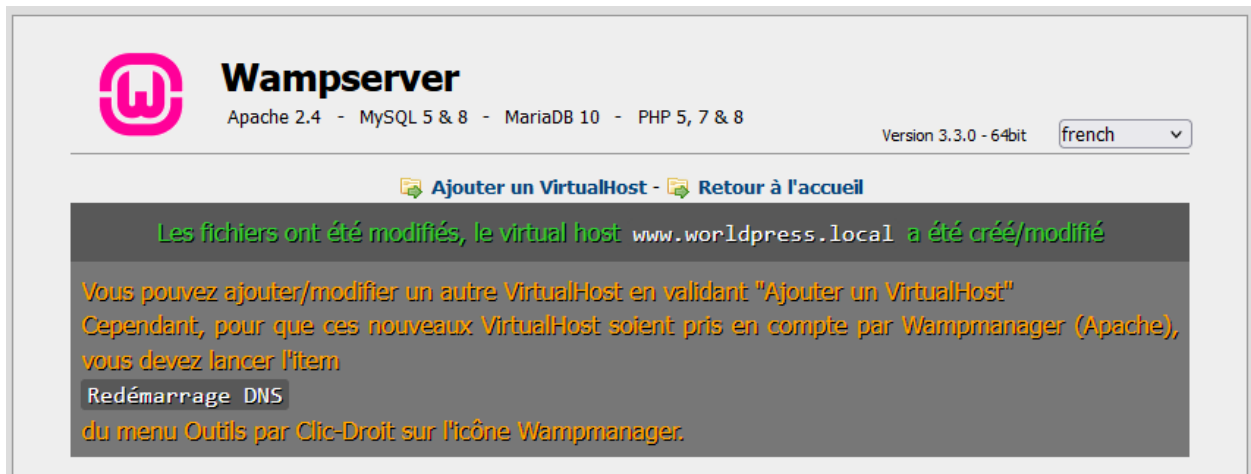 Wampserver
Apache 2.4 - MySQL 5 & 8 - MariaDB 10 - PHP 5, 7 & 8
Version 3.3.0 - 64bit french
Ajouter un VirtualHost - Retour à l'accueil
Les fichiers ont été modifiés, le virtual host www.worldpress.local a été créé/modifié
Vous pouvez ajouter/modifier un autre VirtualHost en validant "Ajouter un VirtualHost"
Cependant, pour que ces nouveaux VirtualHost soient pris en compte par Wampmanager (Apache),
vous devez lancer l'item
Redémarrage DNS
du menu Outils par Clic-Droit sur l'icône Wampmanager.